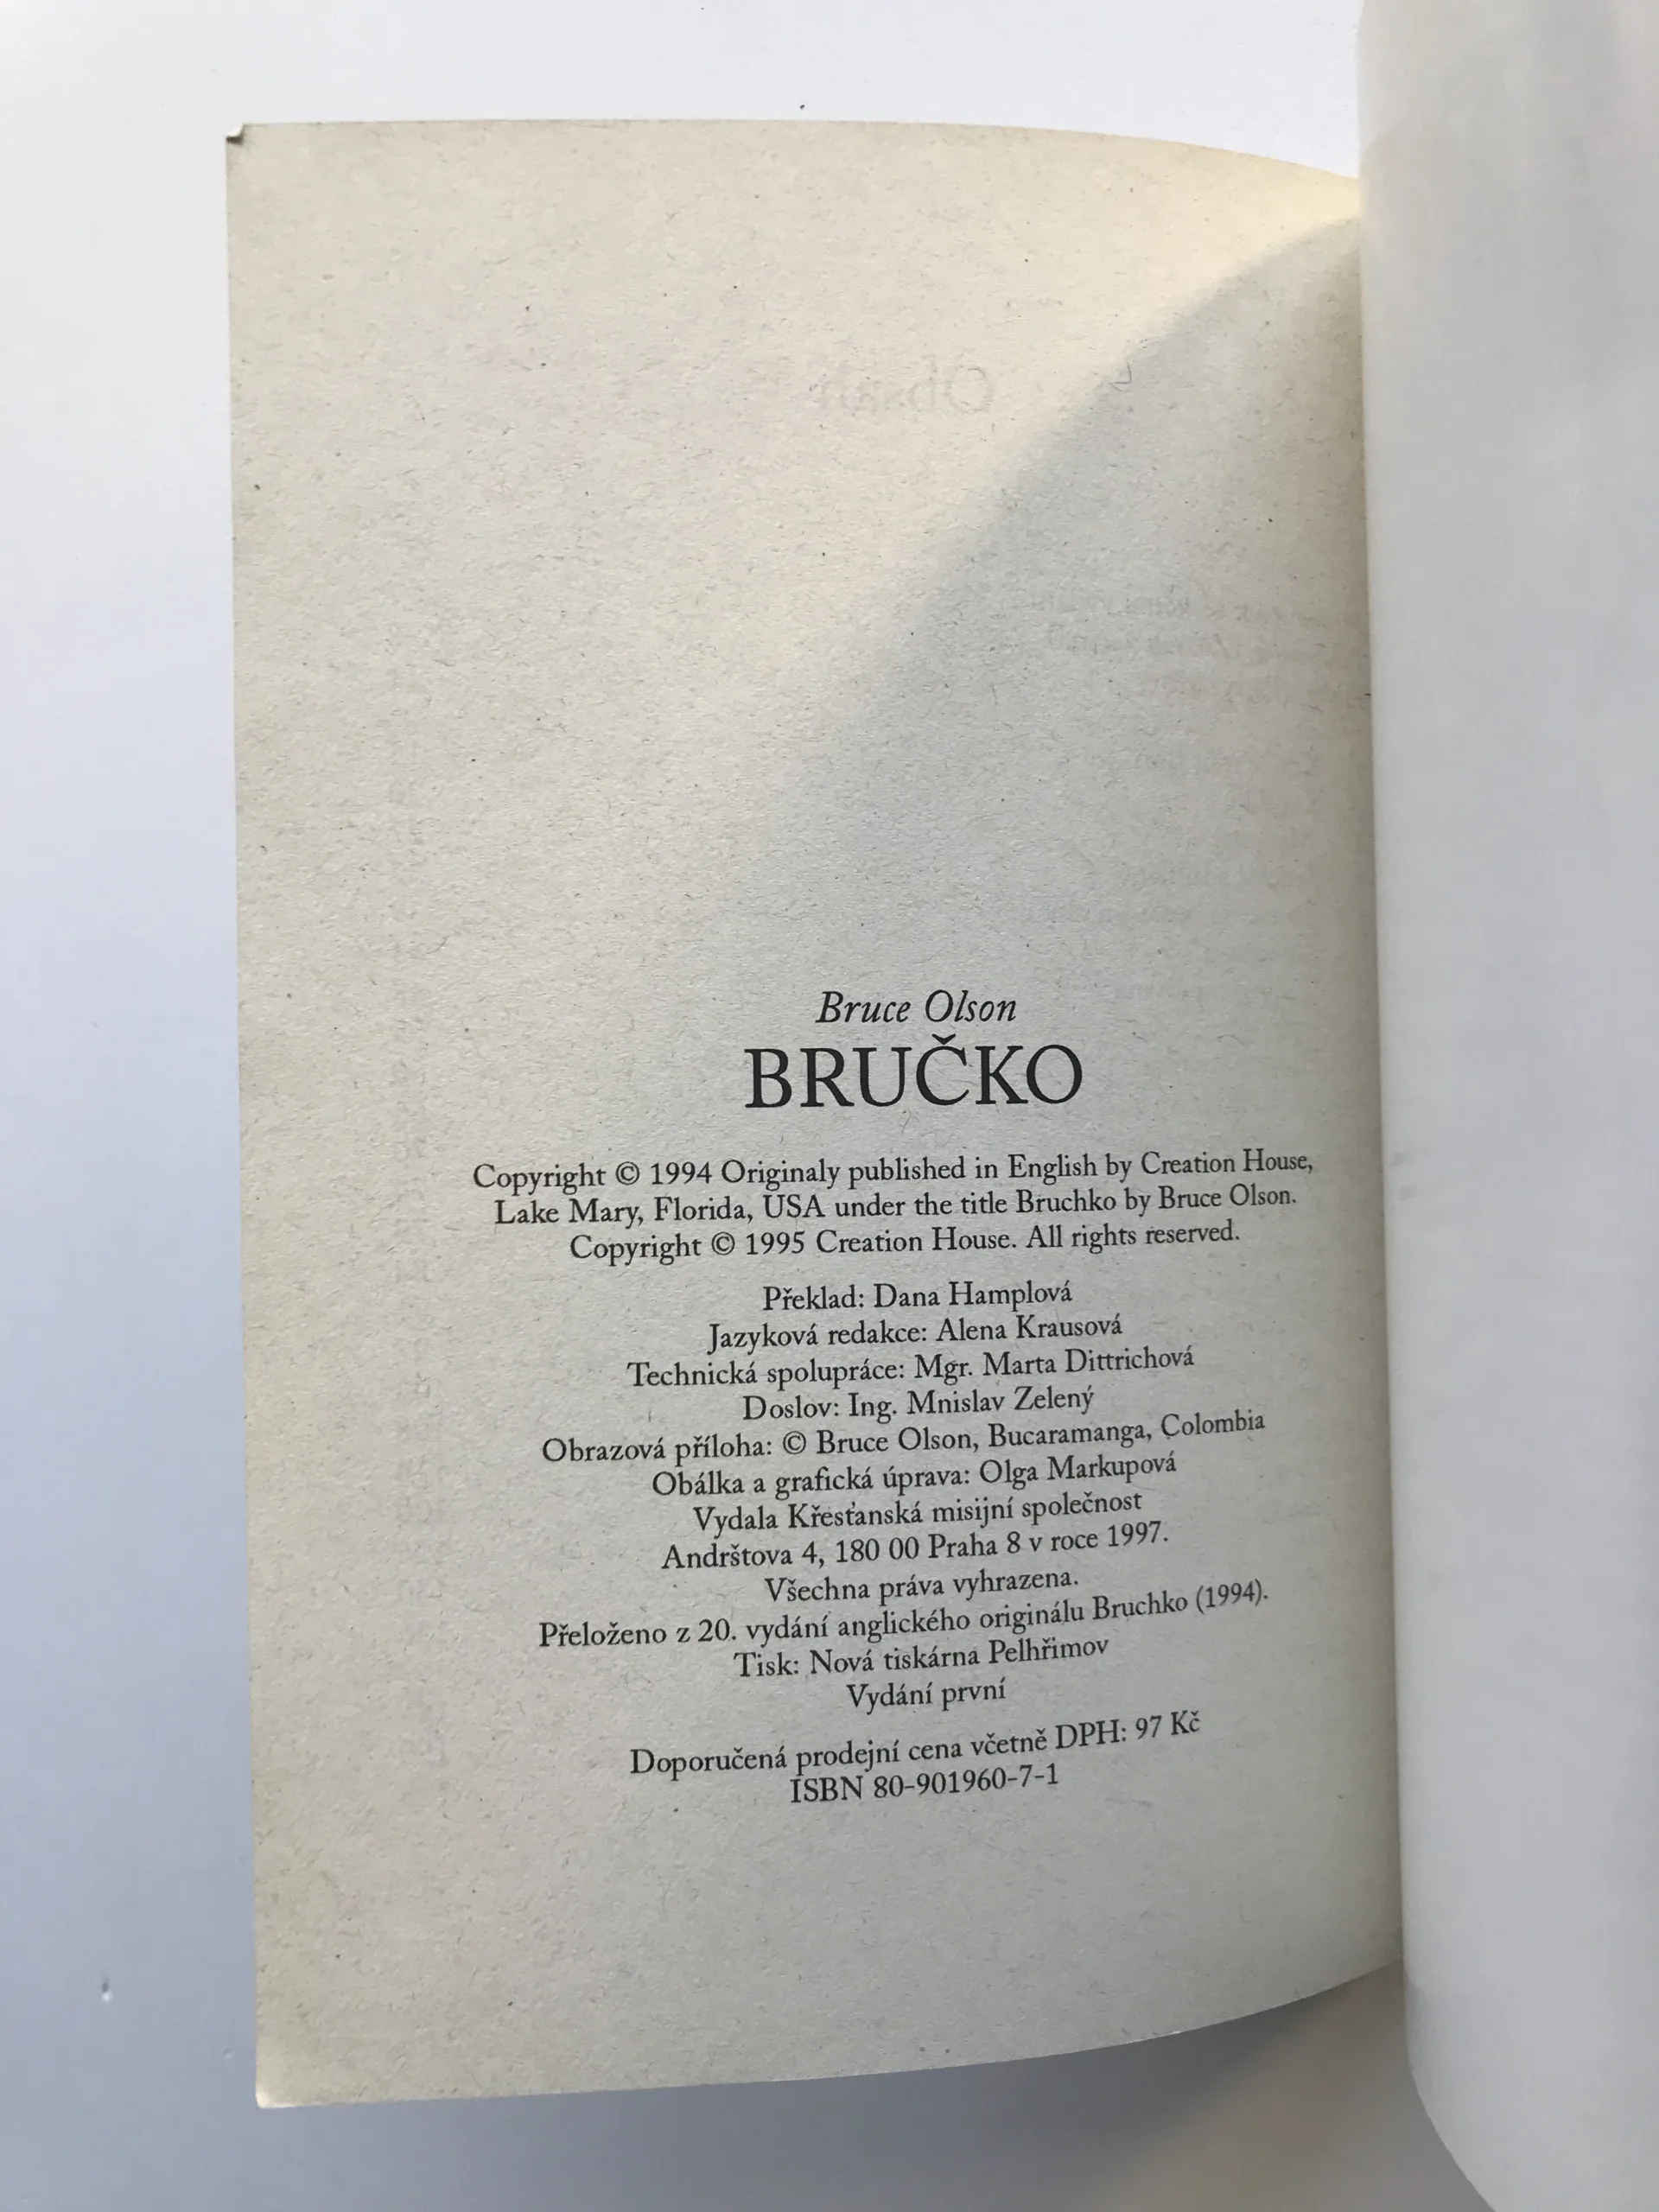 Bruce Olson
BRUČKO
Copyright © 1994 Originaly published in English by Creation House,
Lake Mary, Florida, USA under the title Bruchko by Bruce Olson.
Copyright © 1995 Creation House. All rights reserved.
Překlad: Dana Hamplová
Jazyková redakce: Alena Krausová
Technická spolupráce: Mgr. Marta Dittrichová
Doslov: Ing. Mnislav Zelený
Obrazová příloha: © Bruce Olson, Bucaramanga, Colombia
Obálka a grafická úprava: Olga Markupová
Vydala Křesťanská misijní společnost
Andrštova 4, 180 00 Praha 8 v roce 1997.
Všechna práva vyhrazena.
Přeloženo z 20. vydání anglického originálu Bruchko (1994).
Tisk: Nová tiskárna Pelhřimov
Vydání první
Doporučená prodejní cena včetně DPH: 97 Kč
ISBN 80-901960-7-1